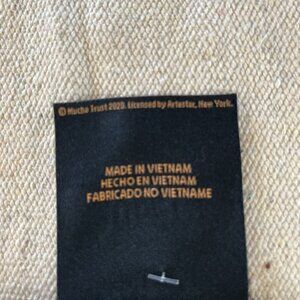 © Mucha Trust 2020. Licensed by Artestar, New York.
MADE IN VIETNAM
HECHO EN VIETNAM
FABRICADO NO VIETNAME